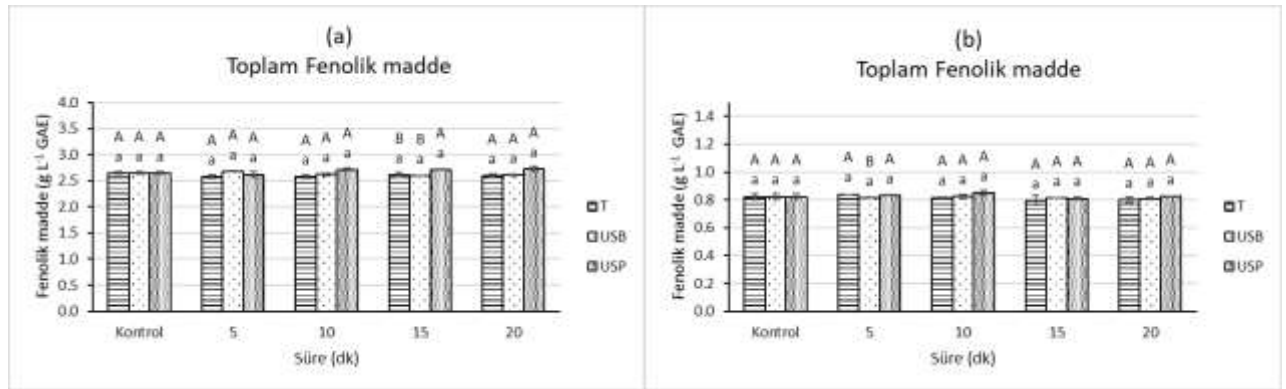 (a)
Toplam Fenolik madde
Fenolik madde (g L⁻¹ GAE)
4.0
3.5
3.0
2.5
2.0
1.5
1.0
0.5
0.0
A A A A A A A A A B B A A A A
a a a a a a a a a a a a a a a
Kontrol 5 10 15 20
Süre (dk)
T
USB
USP
(b)
Toplam Fenolik madde
Fenolik madde (g L⁻¹ GAE)
1.4
1.2
1.0
0.8
0.6
0.4
0.2
0.0
A A A A B A A A A A A A A A A
a a a a a a a a a a a a a a a
Kontrol 5 10 15 20
Süre (dk)
T
USB
USP